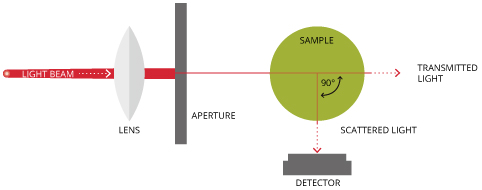 SAMPLE
TRANSMITTED
LIGHT
LIGHT BEAM
90°
APERTURE
LENS
SCATTERED LIGHT
DETECTOR